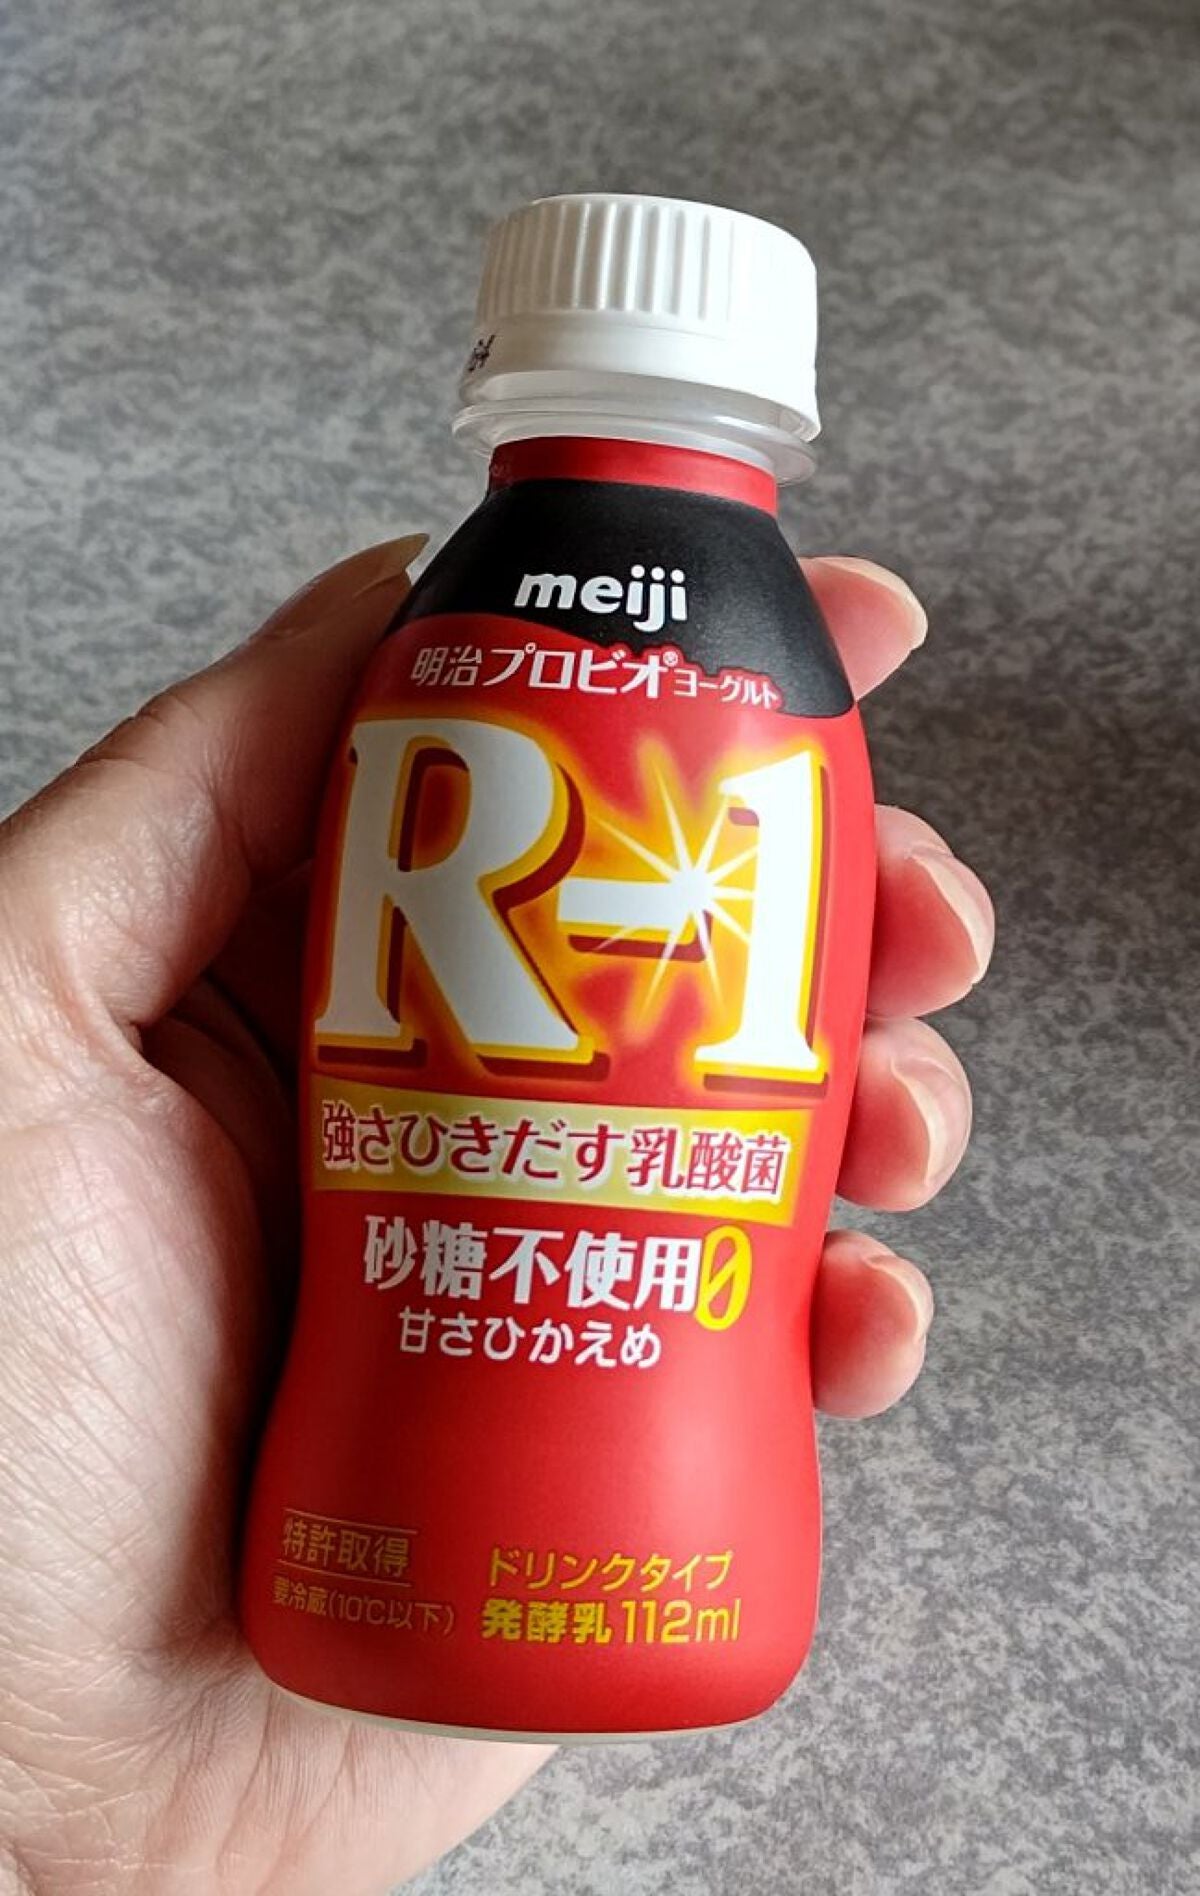 meiji
明治プロビオ®ヨーグルト
R-1
強さひきだす乳酸菌
砂糖不使用0
甘さひかえめ
特許取得
要冷蔵(10℃以下)
ドリンクタイプ
発酵乳 112ml